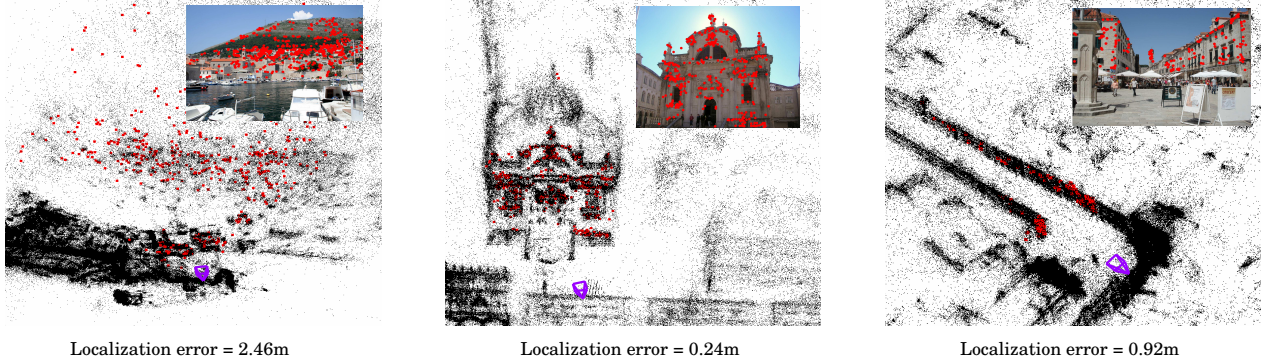 Localization error = 2.46m
Localization error = 0.24m
Localization error = 0.92m